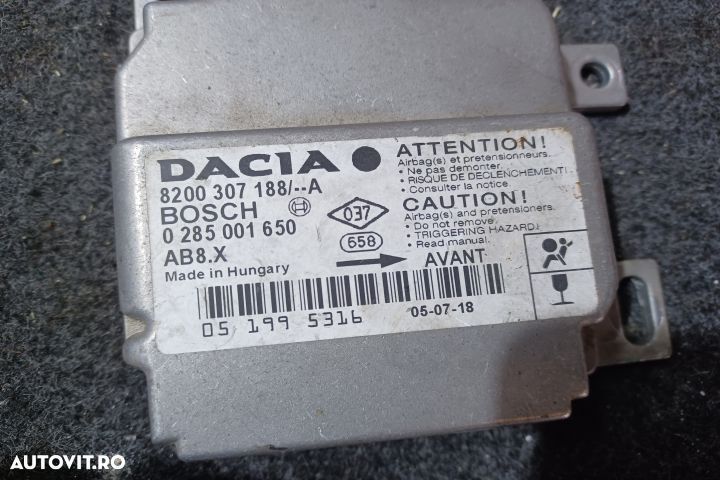 DACIA
8200 307 188/--A
BOSCH
0 285 001 650
AB8.X
Made in Hungary
037
658
AVANT
ATTENTION!
Airbag(s) et pretensionneurs.
• Ne pas demonter.
• RISQUE DE DECLENCHEMENT!
• Consulter la notice.
CAUTION!
Airbag(s) and pretensioners.
• Do not remove.
• TRIGGERING HAZARD!
• Read manual.
05 199 5316
05-07-18
AUTOVIT.RO